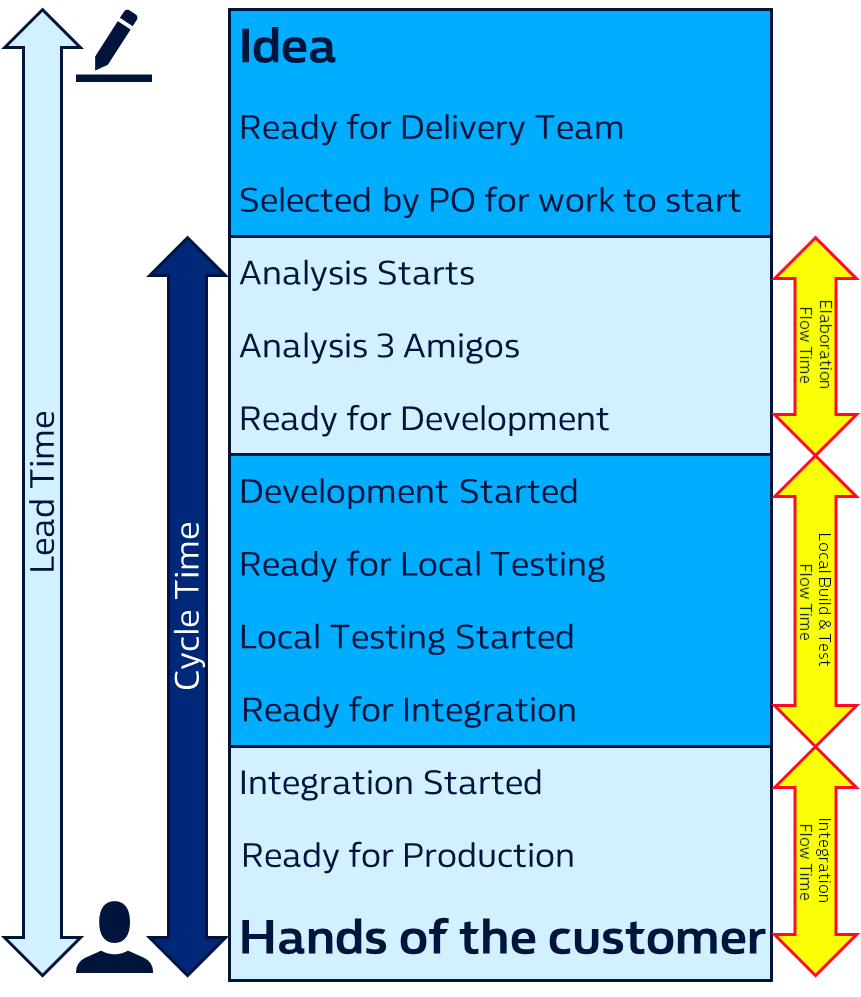 Idea
Ready for Delivery Team
Selected by PO for work to start
Analysis Starts
Analysis 3 Amigos
Ready for Development
Development Started
Ready for Local Testing
Local Testing Started
Ready for Integration
Integration Started
Ready for Production
Hands of the customer
Lead Time
Cycle Time
Elaboration
Flow Time
Local Build & Test
Flow Time
Integration
Flow Time